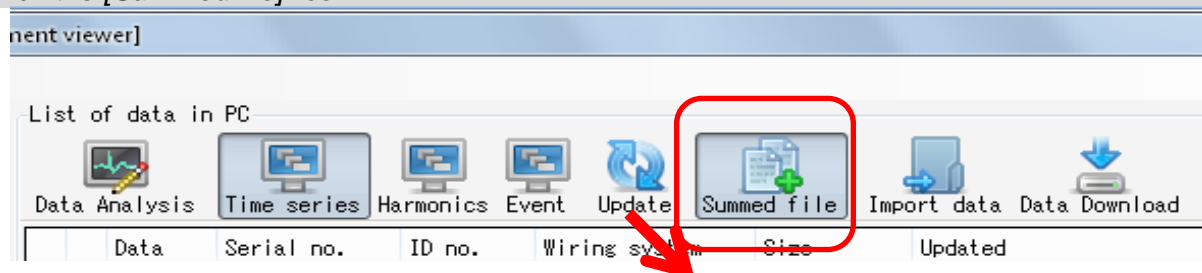 ment viewer]
List of data in PC
Data Analysis Time series Harmonics Event Update Summed file Import data Data Download
Data Serial no. ID no. Wiring system Size Updated